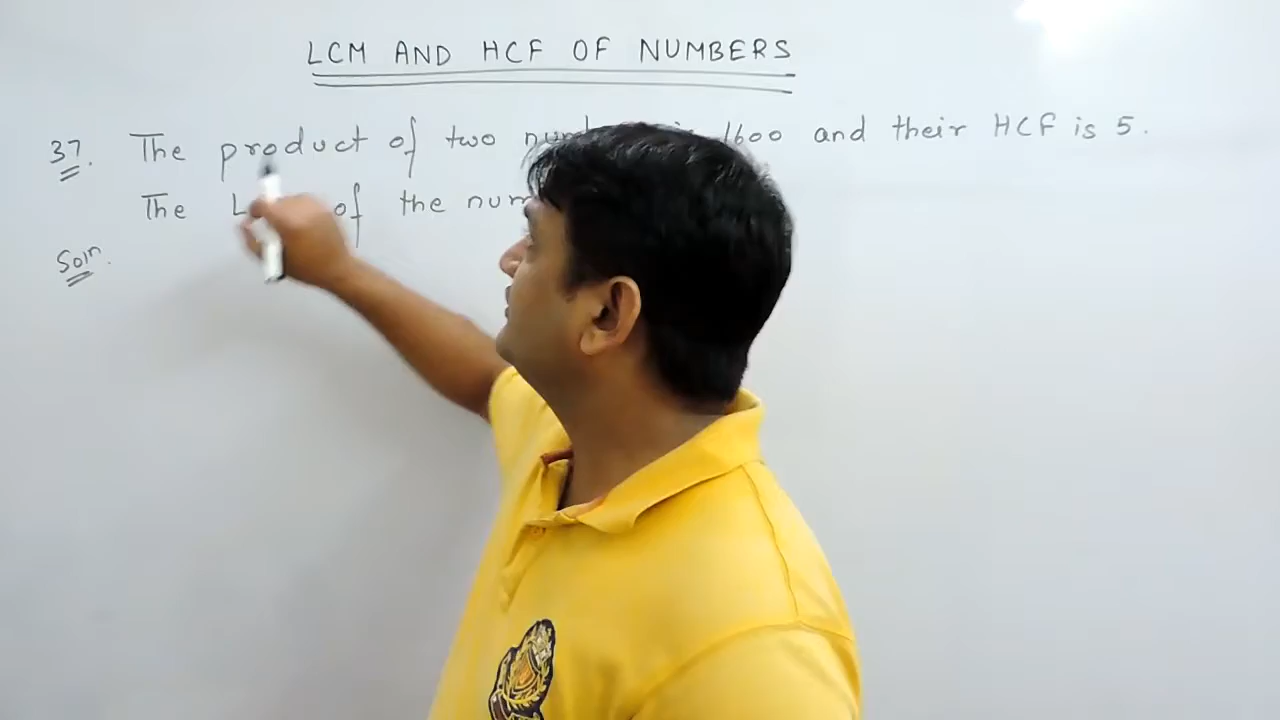 LCM AND HCF OF NUMBERS
37. The product of two 1600 and their HCF is 5.
The of the
Soln.